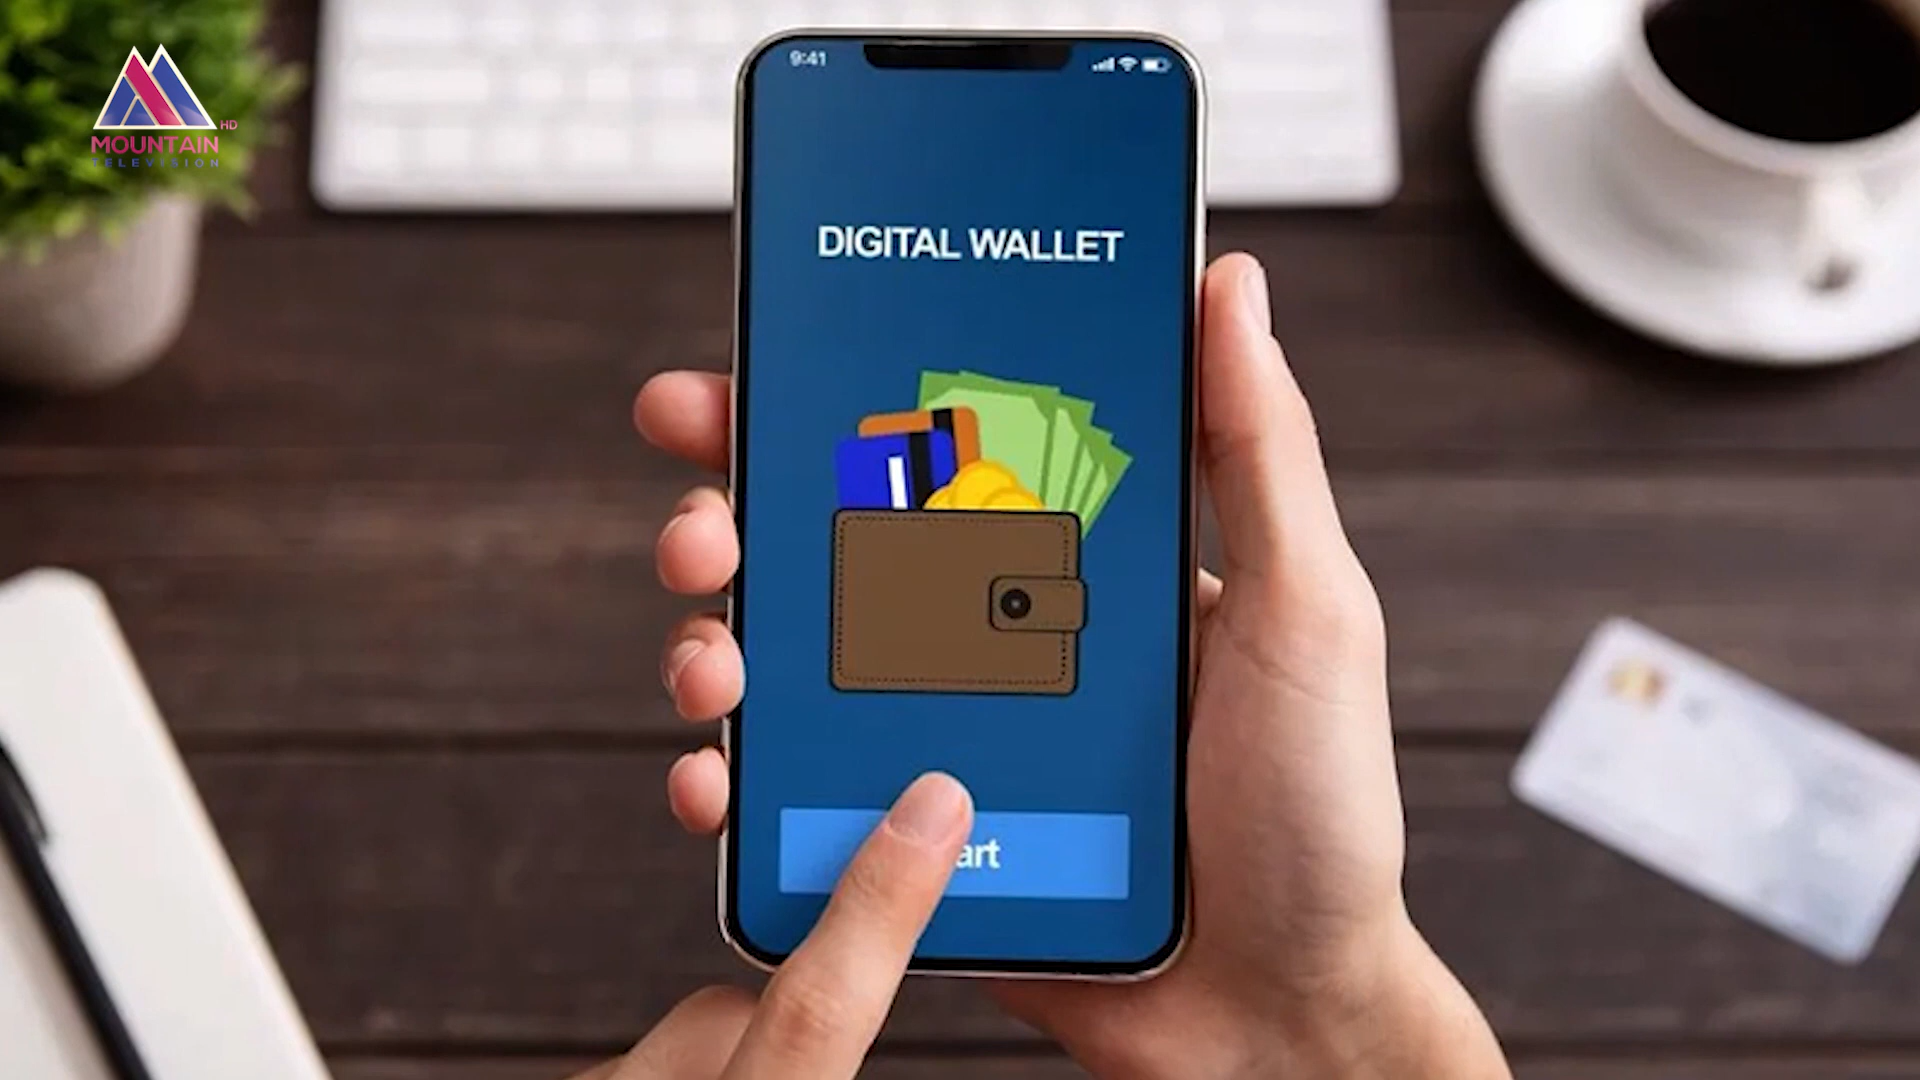 MOUNTAIN HD
TELEVISION
9:41
DIGITAL WALLET
art